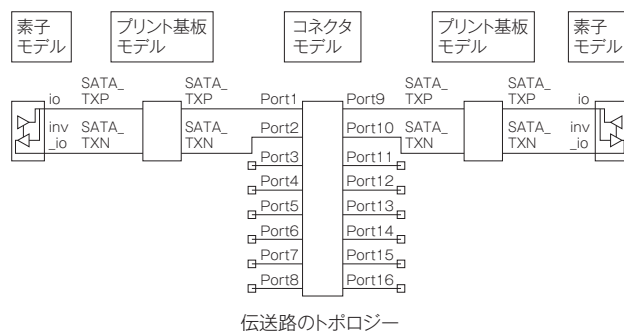 素子
モデル
プリント基板
モデル
コネクタ
モデル
プリント基板
モデル
素子
モデル
io
SATA_
TXP
SATA_
TXP
Port1
Port9
SATA_
TXP
SATA_
TXP
io
inv
_io
SATA_
TXN
SATA_
TXN
Port2
Port10
SATA_
TXN
SATA_
TXN
inv
_io
Port3
Port11
Port4
Port12
Port5
Port13
Port6
Port14
Port7
Port15
Port8
Port16
伝送路のトポロジー